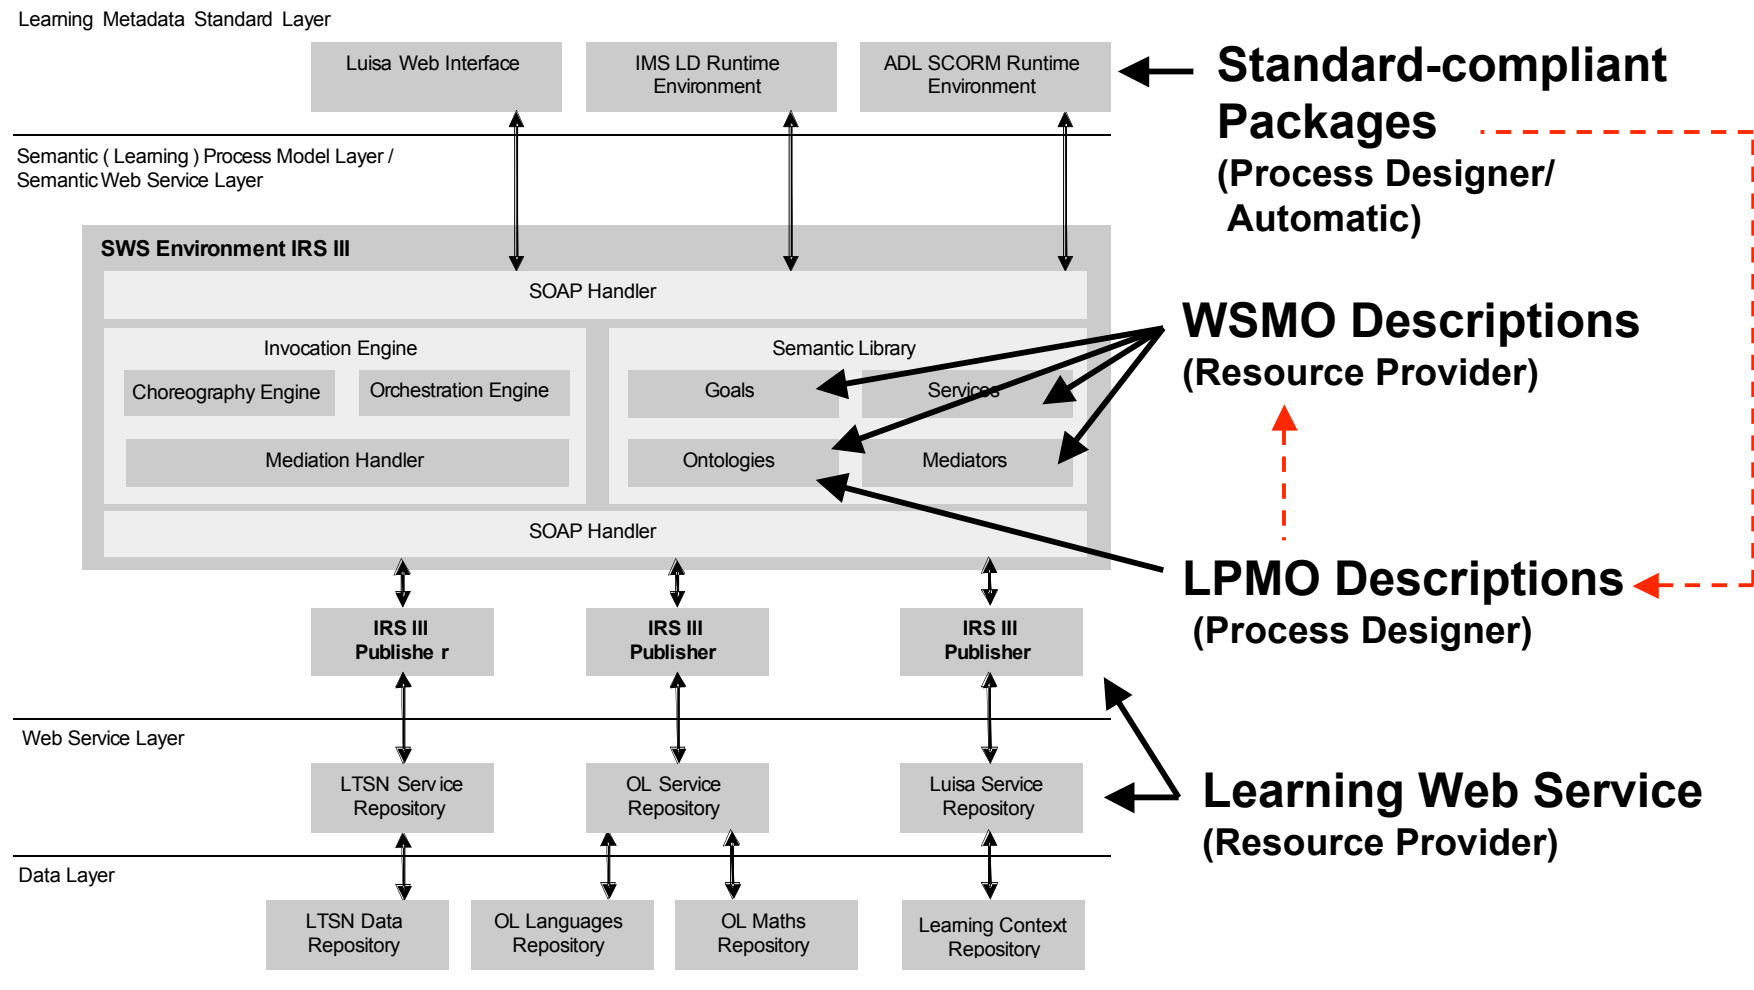 Learning Metadata Standard Layer
Luisa Web Interface
IMS LD Runtime
Environment
ADL SCORM Runtime
Environment
Standard-compliant
Packages
(Process Designer/
Automatic)
Semantic ( Learning ) Process Model Layer /
Semantic Web Service Layer
SWS Environment IRS III
SOAP Handler
Invocation Engine
Choreography Engine
Orchestration Engine
Mediation Handler
Semantic Library
Goals
Services
Ontologies
Mediators
SOAP Handler
WSMO Descriptions
(Resource Provider)
LPMO Descriptions
(Process Designer)
IRS III
Publishe r
IRS III
Publisher
IRS III
Publisher
Web Service Layer
LTSN Service
Repository
OL Service
Repository
Luisa Service
Repository
Learning Web Service
(Resource Provider)
Data Layer
LTSN Data
Repository
OL Languages
Repository
OL Maths
Repository
Learning Context
Repository